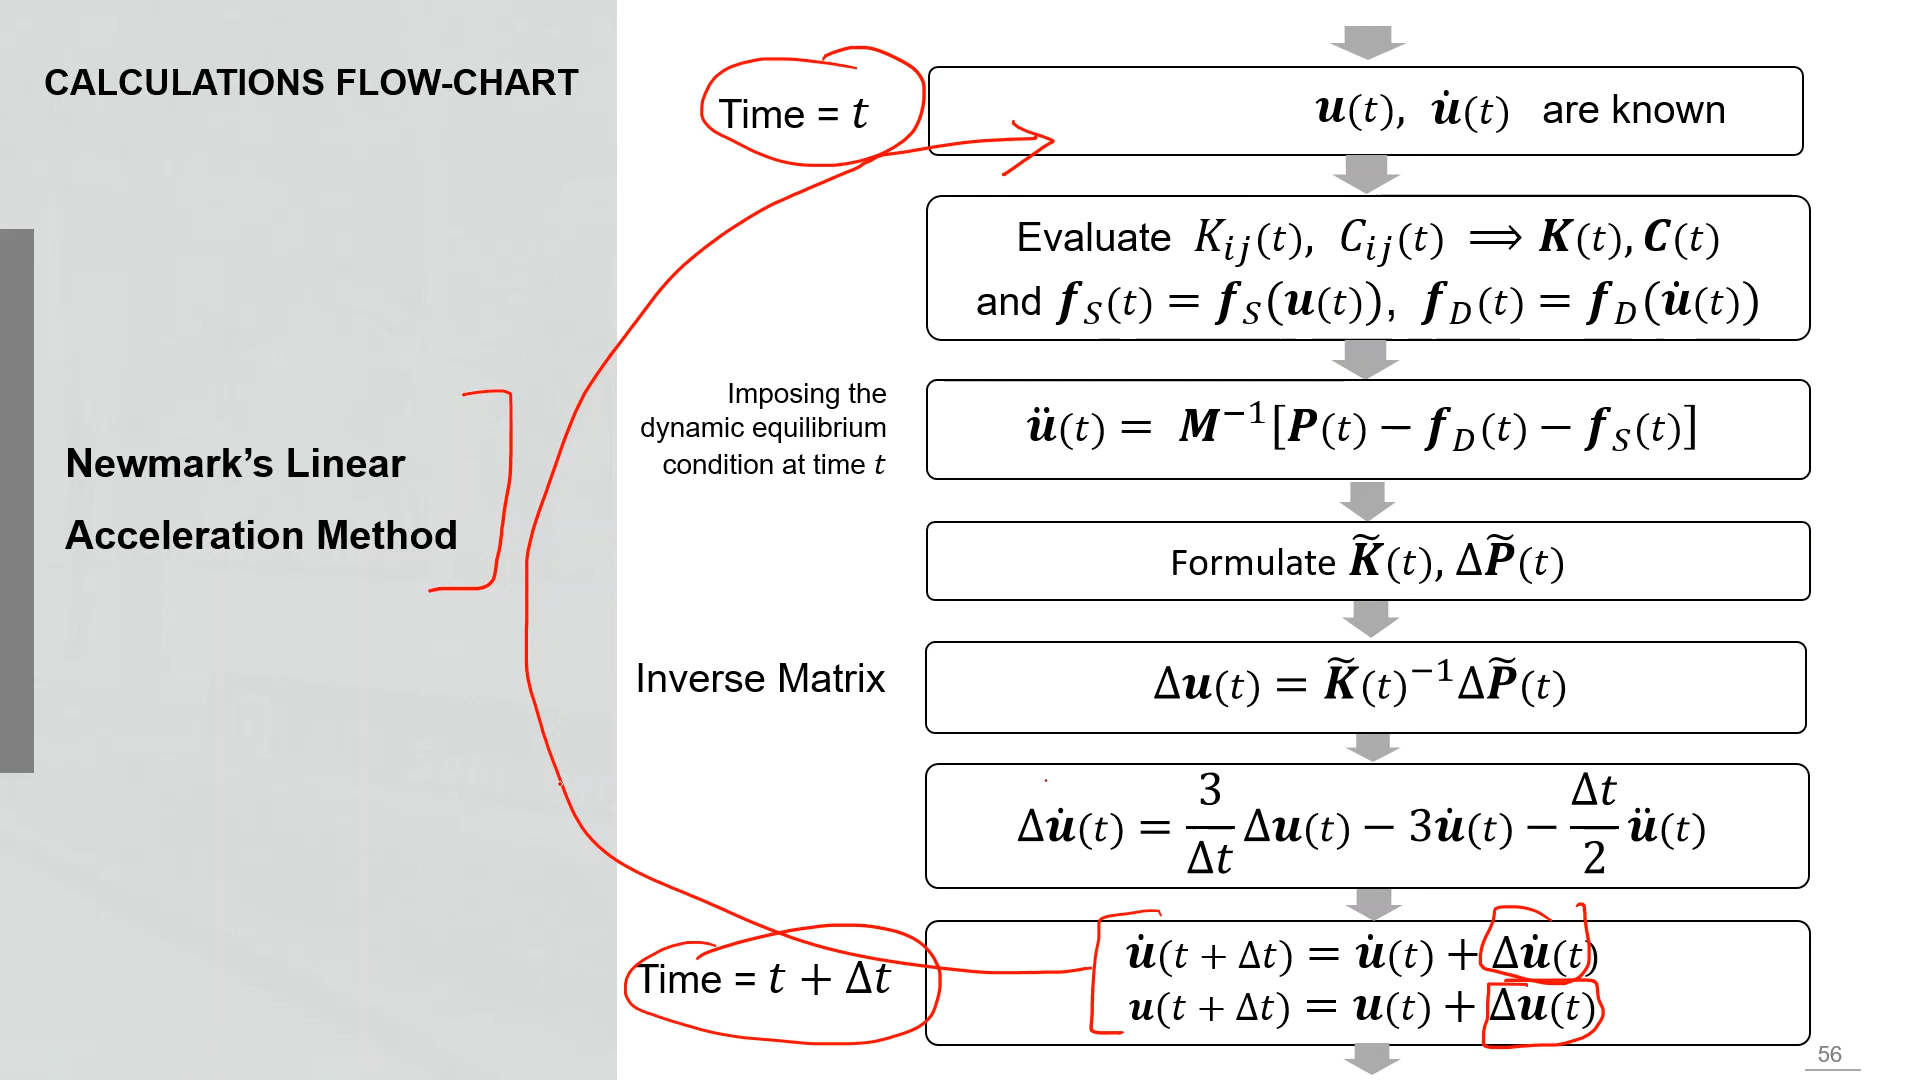 CALCULATIONS FLOW-CHART
Newmark’s Linear
Acceleration Method
Time = t
u(t), u̇(t) are known
Evaluate K_ij(t), C_ij(t) ⟹ K(t), C(t)
and f_S(t) = f_S(u(t)), f_D(t) = f_D(u̇(t))
Imposing the
dynamic equilibrium
condition at time t
ü(t) = M⁻¹[P(t) − f_D(t) − f_S(t)]
Formulate K̃(t), ΔP̃(t)
Inverse Matrix
Δu(t) = K̃(t)⁻¹ΔP̃(t)
Δu̇(t) = 3/Δt Δu(t) − 3u̇(t) − Δt/2 ü(t)
Time = t + Δt
u̇(t + Δt) = u̇(t) + Δu̇(t)
u(t + Δt) = u(t) + Δu(t)
56